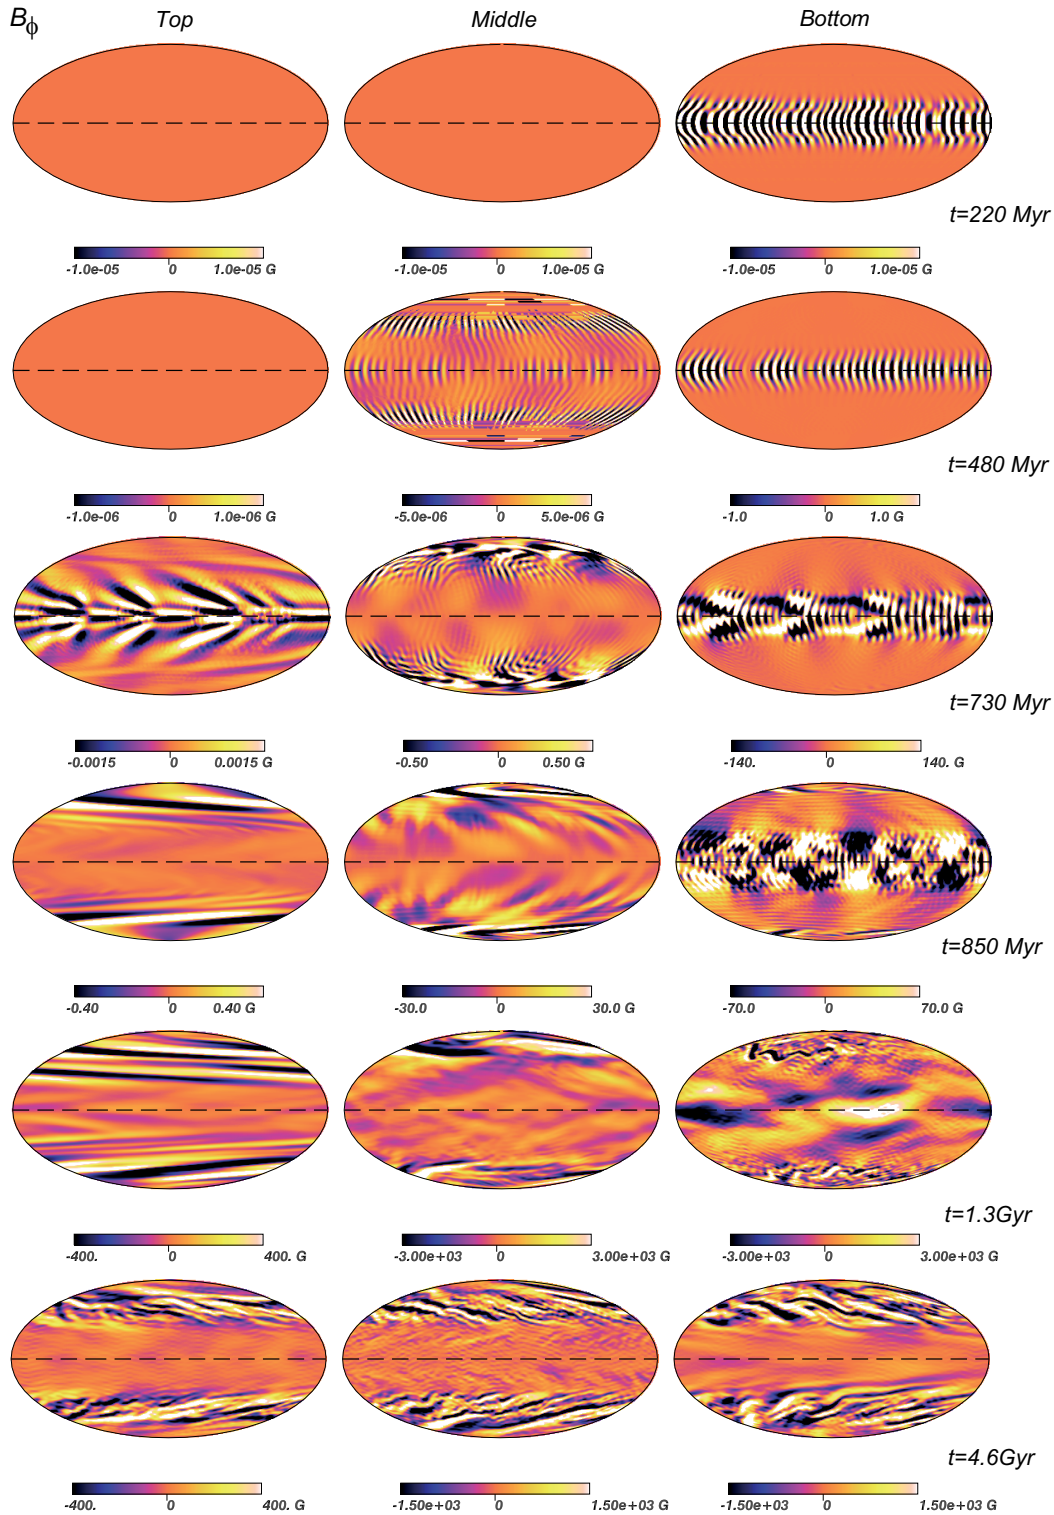 Bϕ Top Middle Bottom
t=220 Myr
-1.0e-05 0 1.0e-05 G -1.0e-05 0 1.0e-05 G -1.0e-05 0 1.0e-05 G
t=480 Myr
-1.0e-06 0 1.0e-06 G -5.0e-06 0 5.0e-06 G -1.0 0 1.0 G
t=730 Myr
-0.0015 0 0.0015 G -0.50 0 0.50 G -140. 0 140. G
t=850 Myr
-0.40 0 0.40 G -30.0 0 30.0 G -70.0 0 70.0 G
t=1.3Gyr
-400. 0 400. G -3.00e+03 0 3.00e+03 G -3.00e+03 0 3.00e+03 G
t=4.6Gyr
-400. 0 400. G -1.50e+03 0 1.50e+03 G -1.50e+03 0 1.50e+03 G